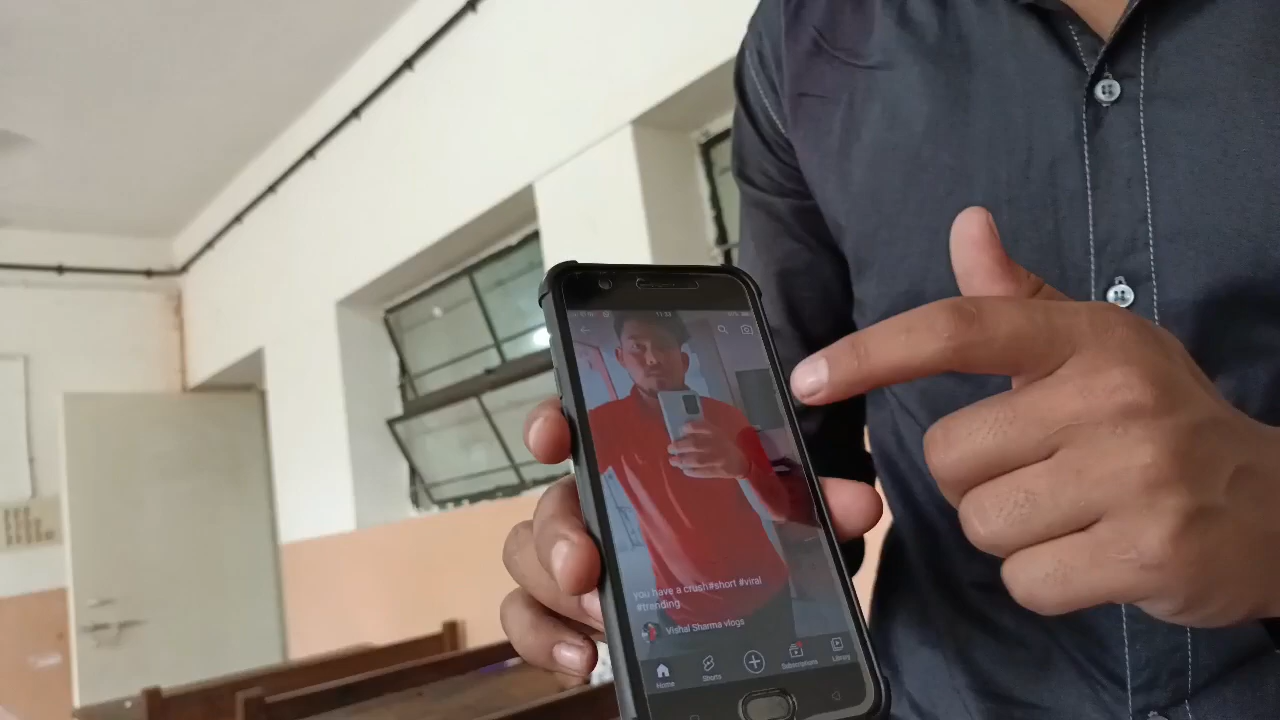 you have a crush#short #viral
#trending
Vishal Sharma vlogs
Home
Shorts
Subscriptions
Library